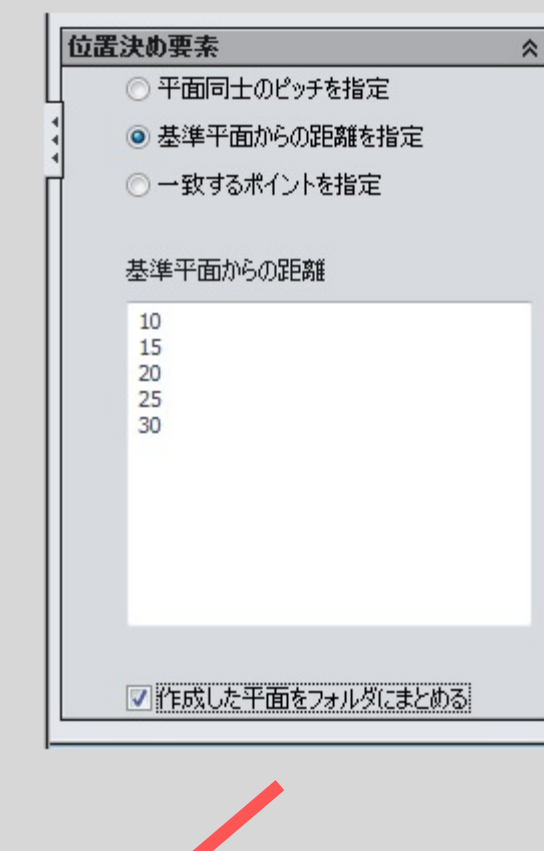 位置決め要素
平面同士のピッチを指定
基準平面からの距離を指定
一致するポイントを指定
基準平面からの距離
10
15
20
25
30
作成した平面をフォルダにまとめる